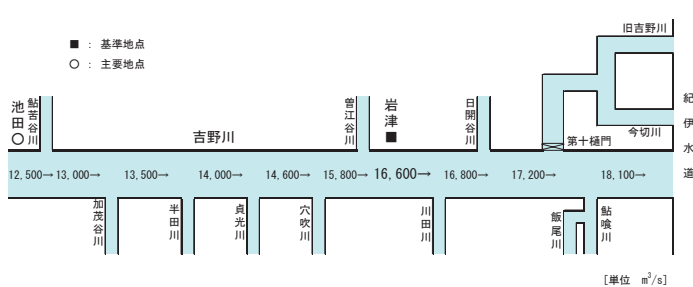 旧吉野川
■ : 基準地点
○ : 主要地点
池田○
鮎苦谷川
吉野川
曽江谷川
岩津■
日開谷川
第十樋門
今切川
紀伊水道
12,500→ 13,000→ 13,500→ 14,000→ 14,600→ 15,800→ 16,600→ 16,800→ 17,200→ 18,100→
加茂谷川
半田川
貞光川
穴吹川
川田川
飯尾川
鮎喰川
[単位 m³/s]